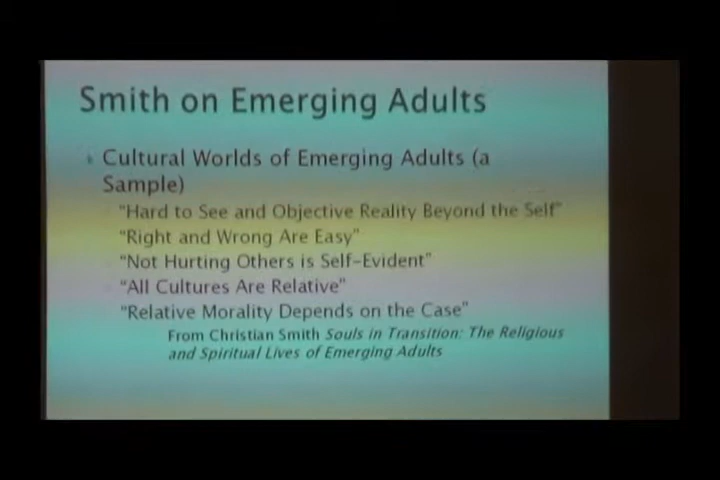 Smith on Emerging Adults
Cultural Worlds of Emerging Adults (a
Sample)
"Hard to See and Objective Reality Beyond the Self"
"Right and Wrong Are Easy"
"Not Hurting Others is Self-Evident"
"All Cultures Are Relative"
"Relative Morality Depends on the Case"
From Christian Smith Souls in Transition: The Religious
and Spiritual Lives of Emerging Adults